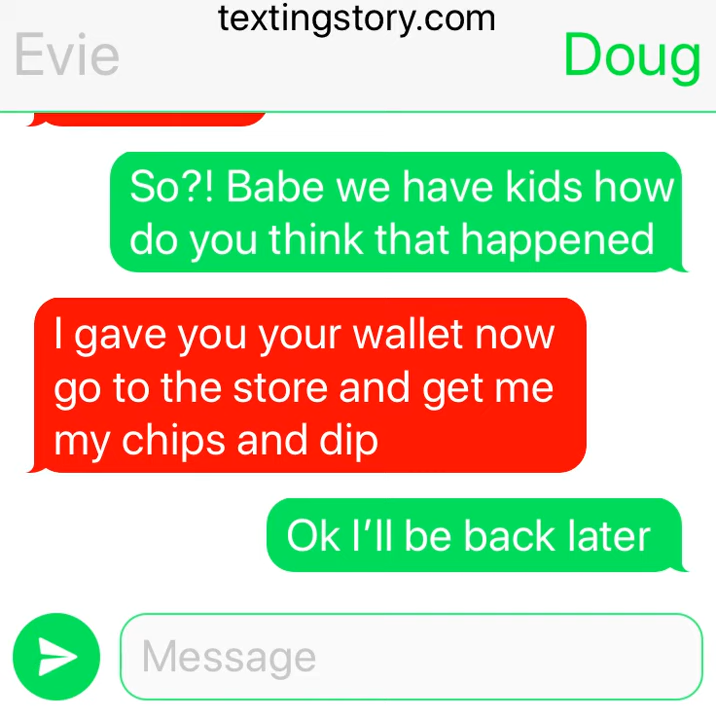 textingstory.com
Evie
Doug
So?! Babe we have kids how
do you think that happened
I gave you your wallet now
go to the store and get me
my chips and dip
Ok I’ll be back later
Message